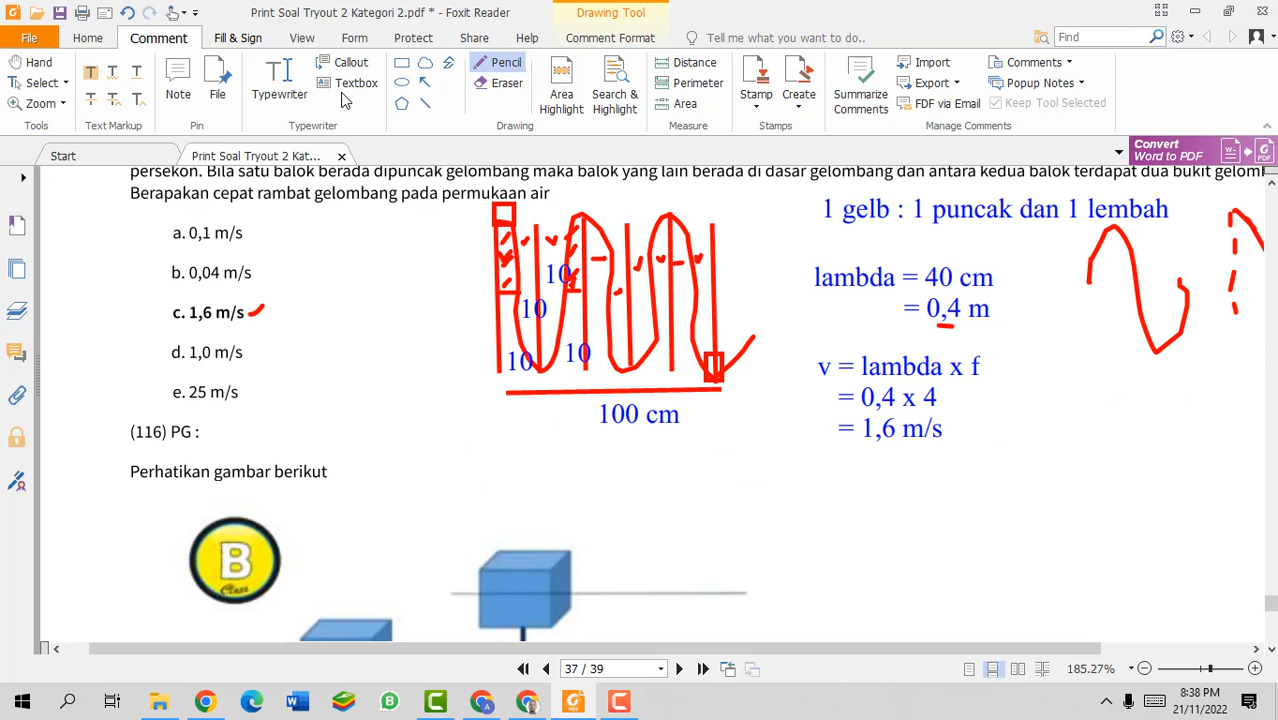 Print Soal Tryout 2 Kategori 2.pdf * - Foxit Reader
Drawing Tool
File
Home
Comment
Fill & Sign
View
Form
Protect
Share
Help
Comment Format
Tell me what you want to do...
Find
Hand
Select
Zoom
Tools
Text Markup
Note
File
Pin
Typewriter
Callout
Textbox
Typewriter
Pencil
Eraser
Area Highlight
Search & Highlight
Drawing
Distance
Perimeter
Area
Measure
Stamp
Create
Stamps
Summarize Comments
Import
Export
FDF via Email
Comments
Popup Notes
Keep Tool Selected
Manage Comments
Start
Print Soal Tryout 2 Kat...
Convert
Word to PDF
persekon. Bila satu balok berada dipuncak gelombang maka balok yang lain berada di dasar gelombang dan antara kedua balok terdapat dua bukit
Berapakan cepat rambat gelombang pada permukaan air
a. 0,1 m/s
b. 0,04 m/s
c. 1,6 m/s
d. 1,0 m/s
e. 25 m/s
10
10
10
10
100 cm
1 gelb : 1 puncak dan 1 lembah
lambda = 40 cm
= 0,4 m
v = lambda x f
= 0,4 x 4
= 1,6 m/s
(116) PG :
Perhatikan gambar berikut
B
Class
37 / 39
185.27%
8:38 PM
21/11/2022